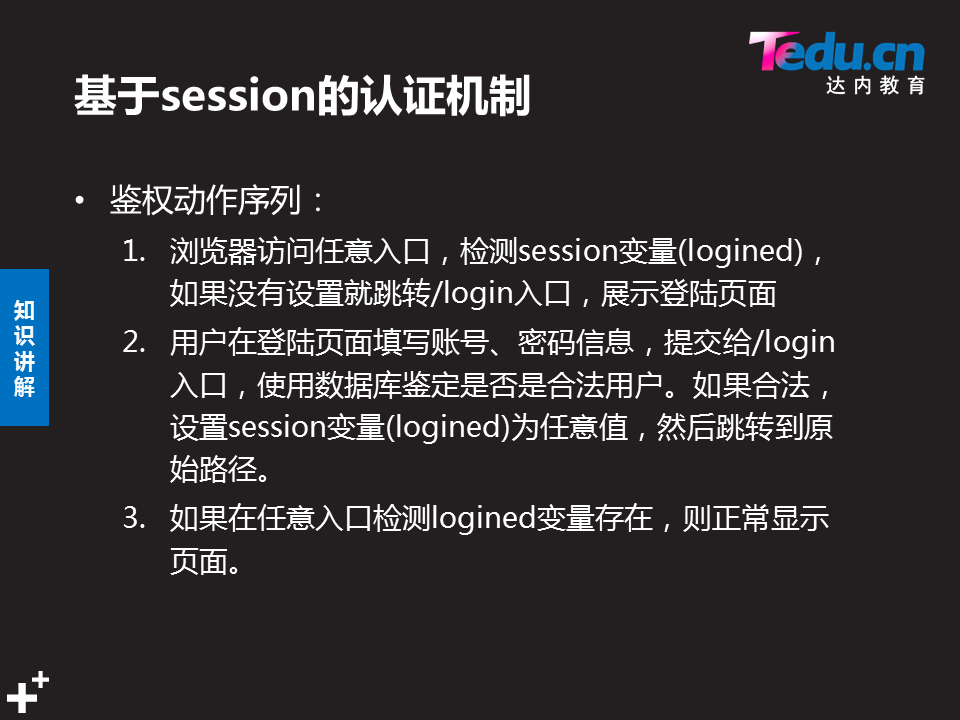 Tedu.cn
达内教育
基于session的认证机制
• 鉴权动作序列：
1. 浏览器访问任意入口，检测session变量(logined)，
如果没有设置就跳转/login入口，展示登陆页面
2. 用户在登陆页面填写账号、密码信息，提交给/login
入口，使用数据库鉴定是否是合法用户。如果合法，
设置session变量(logined)为任意值，然后跳转到原
始路径。
3. 如果在任意入口检测logined变量存在，则正常显示
页面。
知
识
讲
解